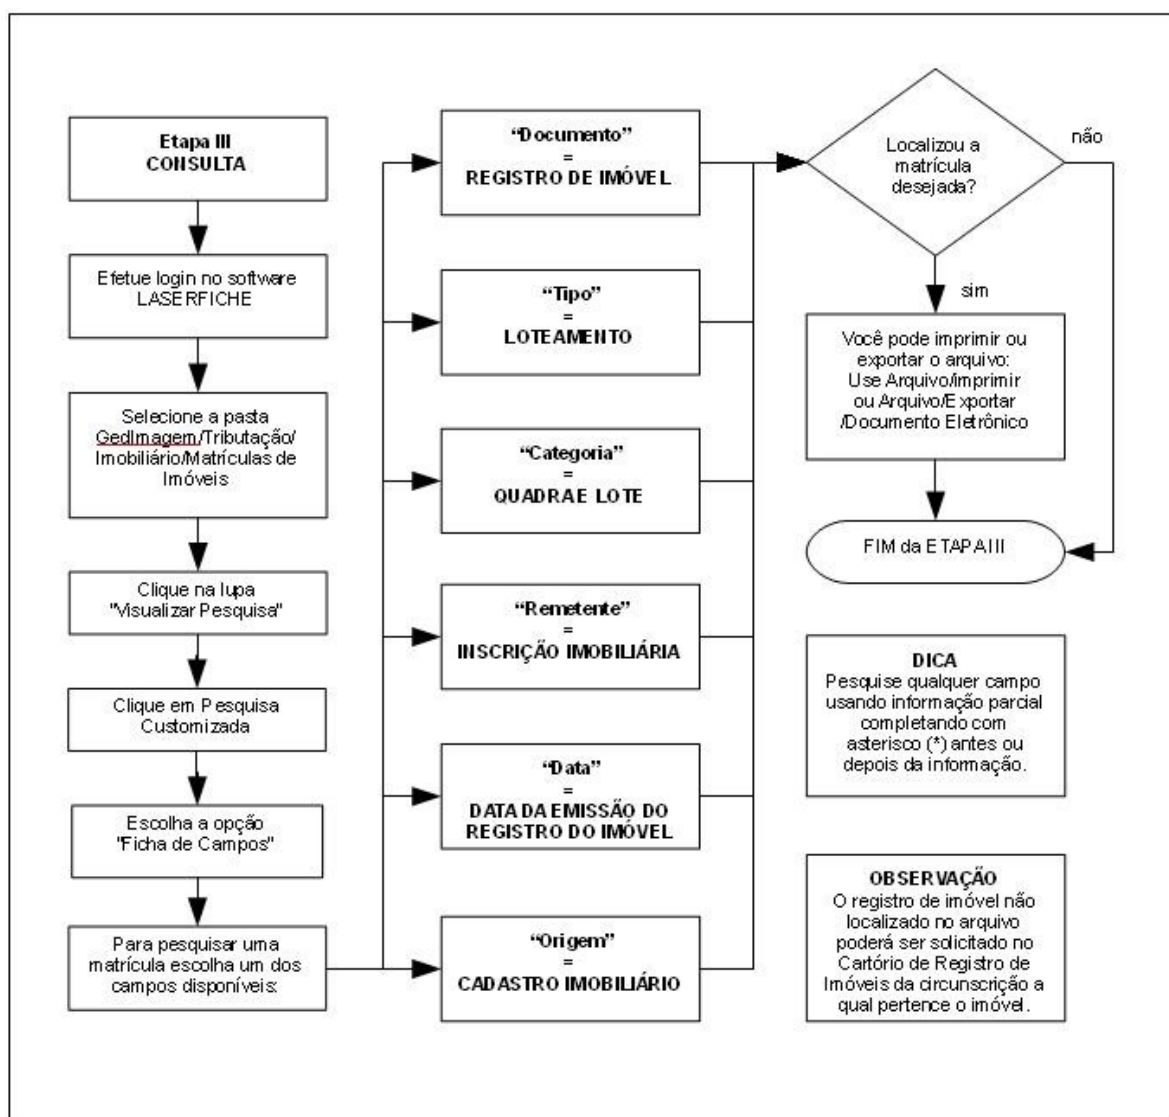 Etapa III
CONSULTA
Efetue login no software
LASERFICHE
Selecione a pasta
GedImagem/Tributação/
Imobiliário/Matrículas de
Imóveis
Clique na lupa
"Visualizar Pesquisa"
Clique em Pesquisa
Customizada
Escolha a opção
"Ficha de Campos"
Para pesquisar uma
matrícula escolha um dos
campos disponíveis:
“Documento”
=
REGISTRO DE IMÓVEL
“Tipo”
=
LOTEAMENTO
“Categoria”
=
QUADRA E LOTE
“Remetente”
=
INSCRIÇÃO IMOBILIÁRIA
“Data”
=
DATA DA EMISSÃO DO
REGISTRO DO IMÓVEL
“Origem”
=
CADASTRO IMOBILIÁRIO
Localizou a
matrícula
desejada?
não
sim
Você pode imprimir ou
exportar o arquivo:
Use Arquivo/imprimir
ou Arquivo/Exportar
/Documento Eletrônico
FIM da ETAPA III
DICA
Pesquise qualquer campo
usando informação parcial
completando com
asterisco (*) antes ou
depois da informação.
OBSERVAÇÃO
O registro de imóvel não
localizado no arquivo
poderá ser solicitado no
Cartório de Registro de
Imóveis da circunscrição a
qual pertence o imóvel.